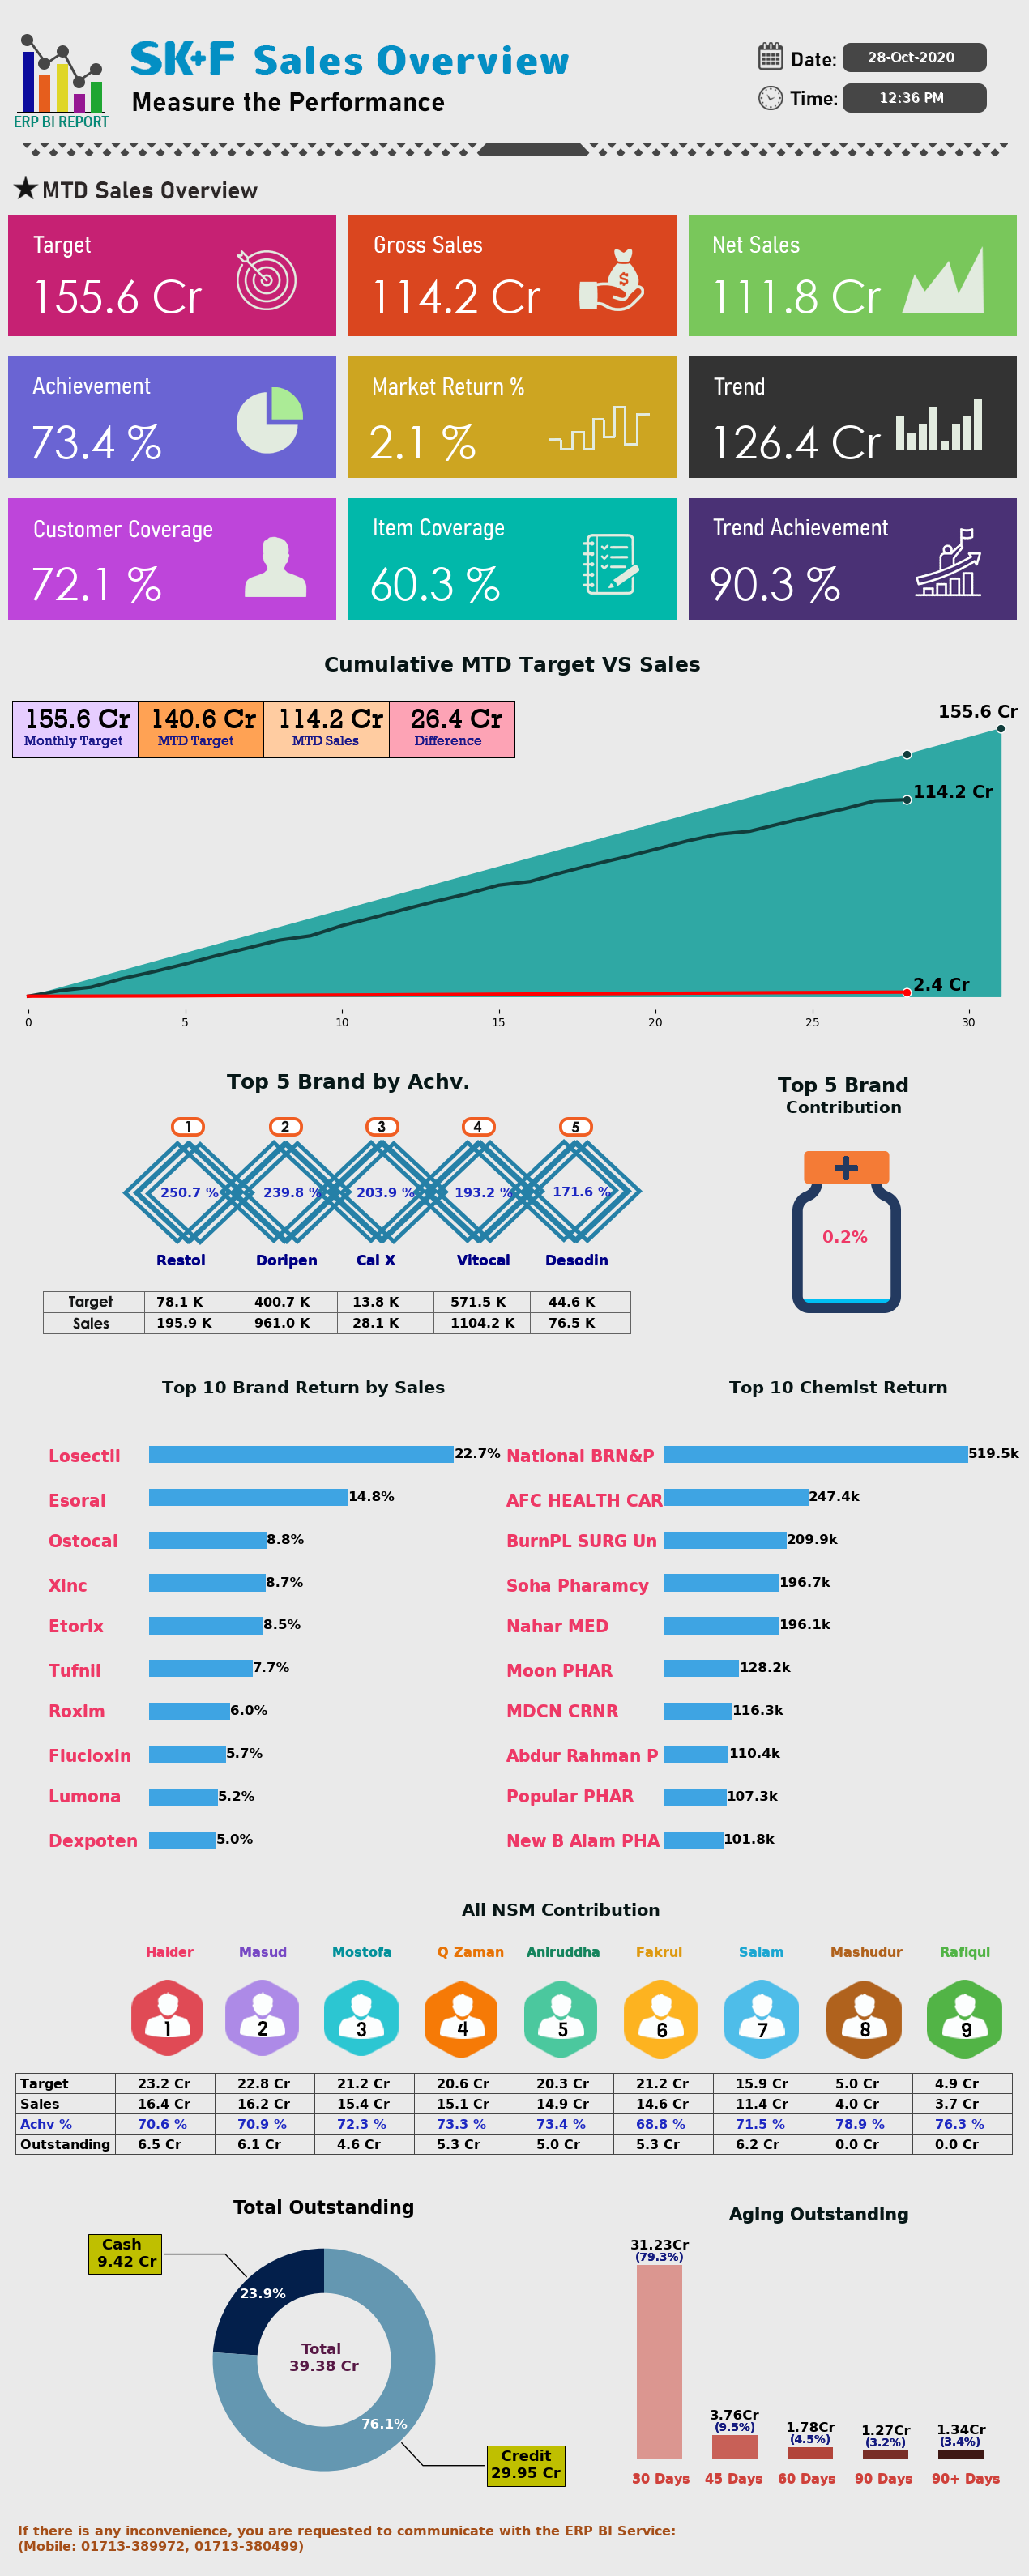 ERP BI REPORT
SK+F Sales Overview
Measure the Performance
Date: 28-Oct-2020
Time: 12:36 PM
MTD Sales Overview
Target
155.6 Cr
Gross Sales
114.2 Cr
Net Sales
111.8 Cr
Achievement
73.4 %
Market Return %
2.1 %
Trend
126.4 Cr
Customer Coverage
72.1 %
Item Coverage
60.3 %
Trend Achievement
90.3 %
Cumulative MTD Target VS Sales
155.6 Cr
Monthly Target
140.6 Cr
MTD Target
114.2 Cr
MTD Sales
26.4 Cr
Difference
155.6 Cr
114.2 Cr
2.4 Cr
0 5 10 15 20 25 30
Top 5 Brand by Achv.
1 2 3 4 5
250.7 % 239.8 % 203.9 % 193.2 % 171.6 %
Restol Doripen Cal X Vitocal Desodin
Target 78.1 K 400.7 K 13.8 K 571.5 K 44.6 K
Sales 195.9 K 961.0 K 28.1 K 1104.2 K 76.5 K
Top 5 Brand
Contribution
0.2%
Top 10 Brand Return by Sales
Losectil 22.7%
Esoral 14.8%
Ostocal 8.8%
Xinc 8.7%
Etorix 8.5%
Tufnil 7.7%
Roxim 6.0%
Flucloxin 5.7%
Lumona 5.2%
Dexpoten 5.0%
Top 10 Chemist Return
National BRN&P 519.5k
AFC HEALTH CAR 247.4k
BurnPL SURG Un 209.9k
Soha Pharamcy 196.7k
Nahar MED 196.1k
Moon PHAR 128.2k
MDCN CRNR 116.3k
Abdur Rahman P 110.4k
Popular PHAR 107.3k
New B Alam PHA 101.8k
All NSM Contribution
Haider Masud Mostofa Q Zaman Aniruddha Fakrul Salam Mashudur Rafiqul
1 2 3 4 5 6 7 8 9
Target 23.2 Cr 22.8 Cr 21.2 Cr 20.6 Cr 20.3 Cr 21.2 Cr 15.9 Cr 5.0 Cr 4.9 Cr
Sales 16.4 Cr 16.2 Cr 15.4 Cr 15.1 Cr 14.9 Cr 14.6 Cr 11.4 Cr 4.0 Cr 3.7 Cr
Achv % 70.6 % 70.9 % 72.3 % 73.3 % 73.4 % 68.8 % 71.5 % 78.9 % 76.3 %
Outstanding 6.5 Cr 6.1 Cr 4.6 Cr 5.3 Cr 5.0 Cr 5.3 Cr 6.2 Cr 0.0 Cr 0.0 Cr
Total Outstanding
Cash
9.42 Cr
23.9%
Total
39.38 Cr
76.1%
Credit
29.95 Cr
Aging Outstanding
31.23Cr
(79.3%)
3.76Cr
(9.5%)
1.78Cr
(4.5%)
1.27Cr
(3.2%)
1.34Cr
(3.4%)
30 Days 45 Days 60 Days 90 Days 90+ Days
If there is any inconvenience, you are requested to communicate with the ERP BI Service:
(Mobile: 01713-389972, 01713-380499)